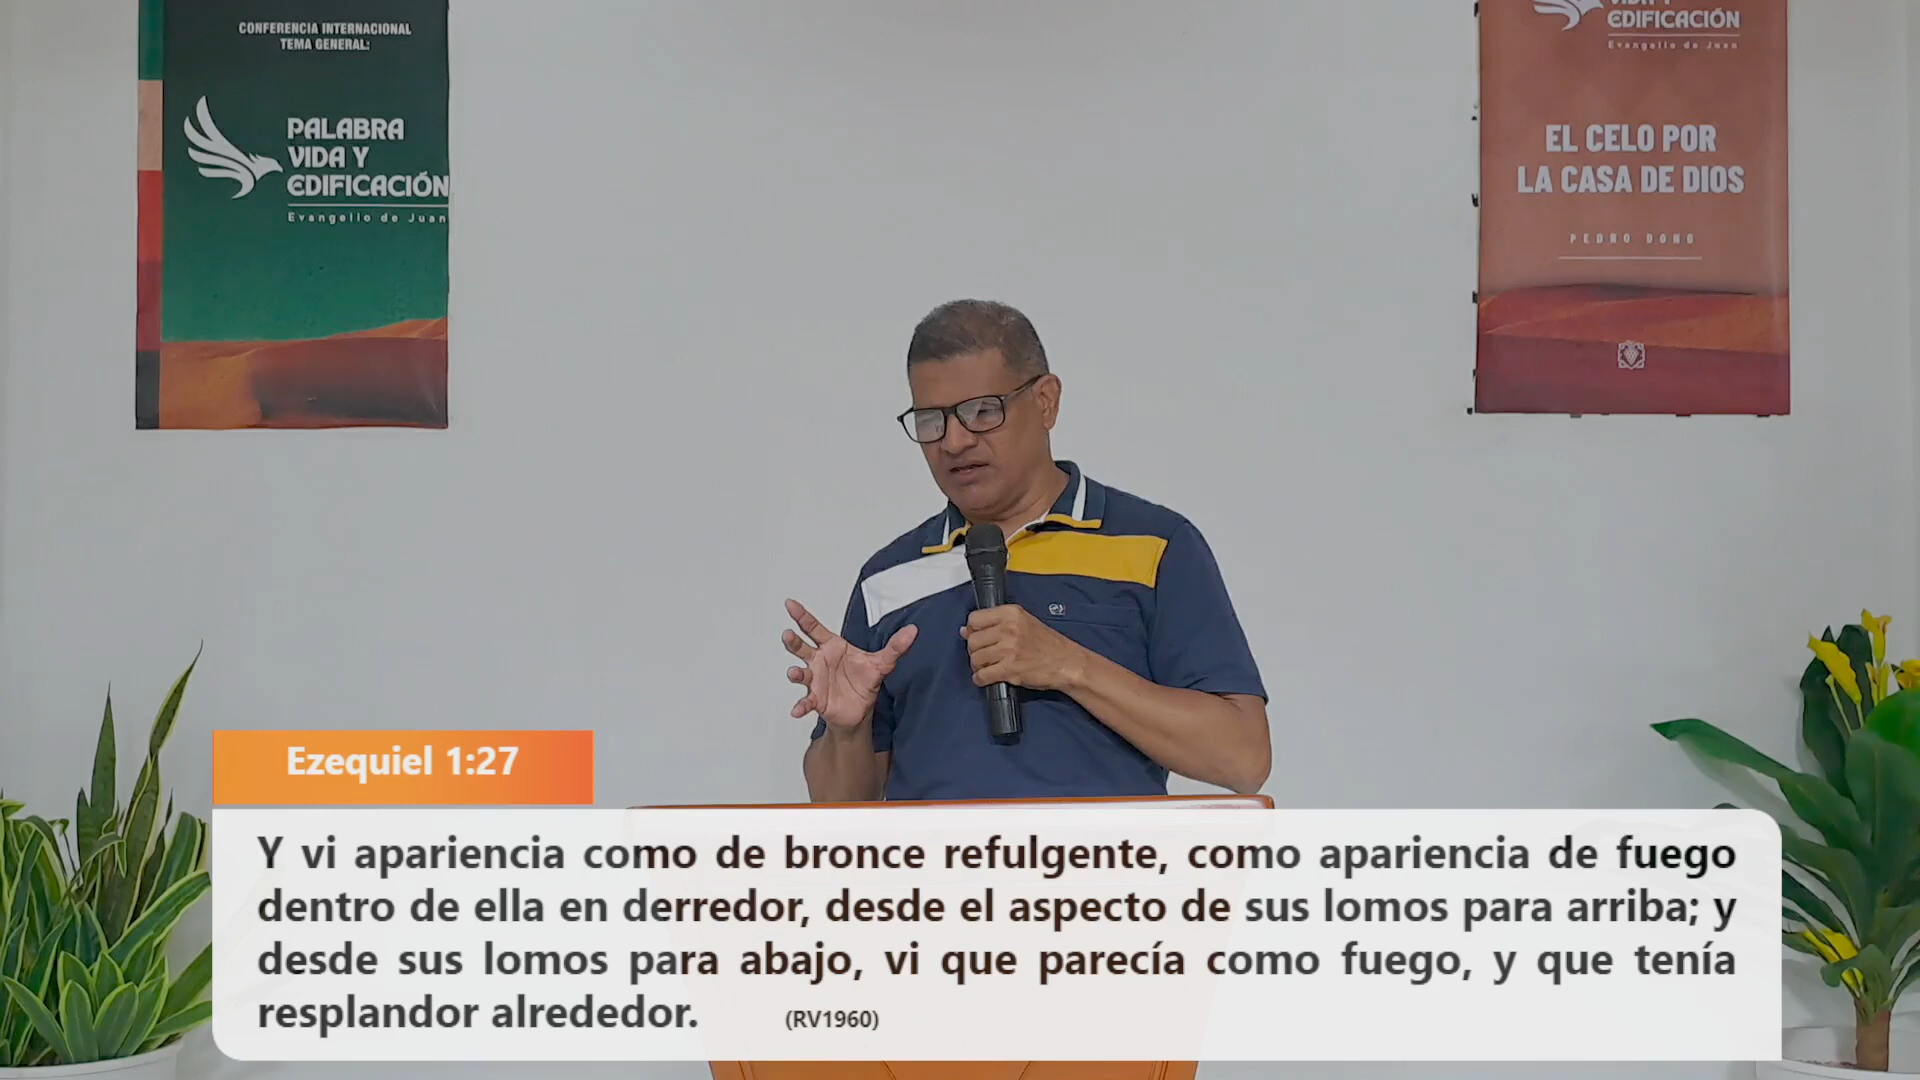 CONFERENCIA INTERNACIONAL
TEMA GENERAL:
PALABRA
VIDA Y
EDIFICACIÓN
Evangelio de Juan
VIDA Y
EDIFICACIÓN
Evangelio de Juan
EL CELO POR
LA CASA DE DIOS
PEDRO DONG
Ezequiel 1:27
Y vi apariencia como de bronce refulgente, como apariencia de fuego
dentro de ella en derredor, desde el aspecto de sus lomos para arriba; y
desde sus lomos para abajo, vi que parecía como fuego, y que tenía
resplandor alrededor.
(RV1960)